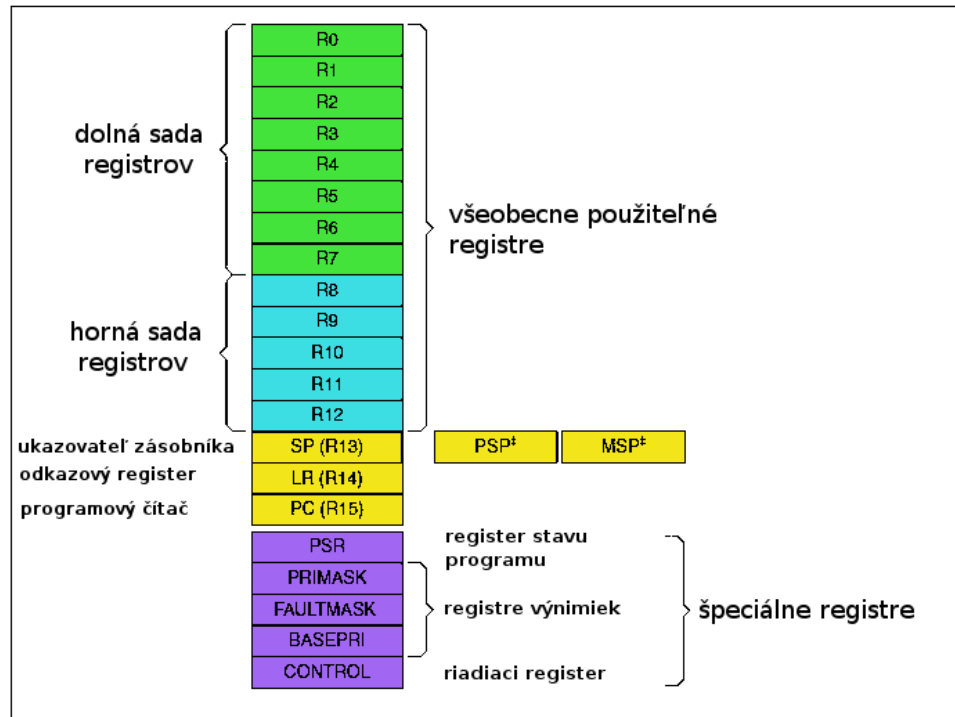 R0
R1
R2
dolná sada
registrov
R3
R4
R5
R6
všeobecne použiteľné
registre
R7
R8
horná sada
registrov
R9
R10
R11
R12
ukazovateľ zásobníka
SP (R13)
PSP‡
MSP‡
odkazový register
LR (R14)
programový čítač
PC (R15)
PSR
register stavu
programu
PRIMASK
FAULTMASK
registre výnimiek
špeciálne registre
BASEPRI
CONTROL
riadiaci register